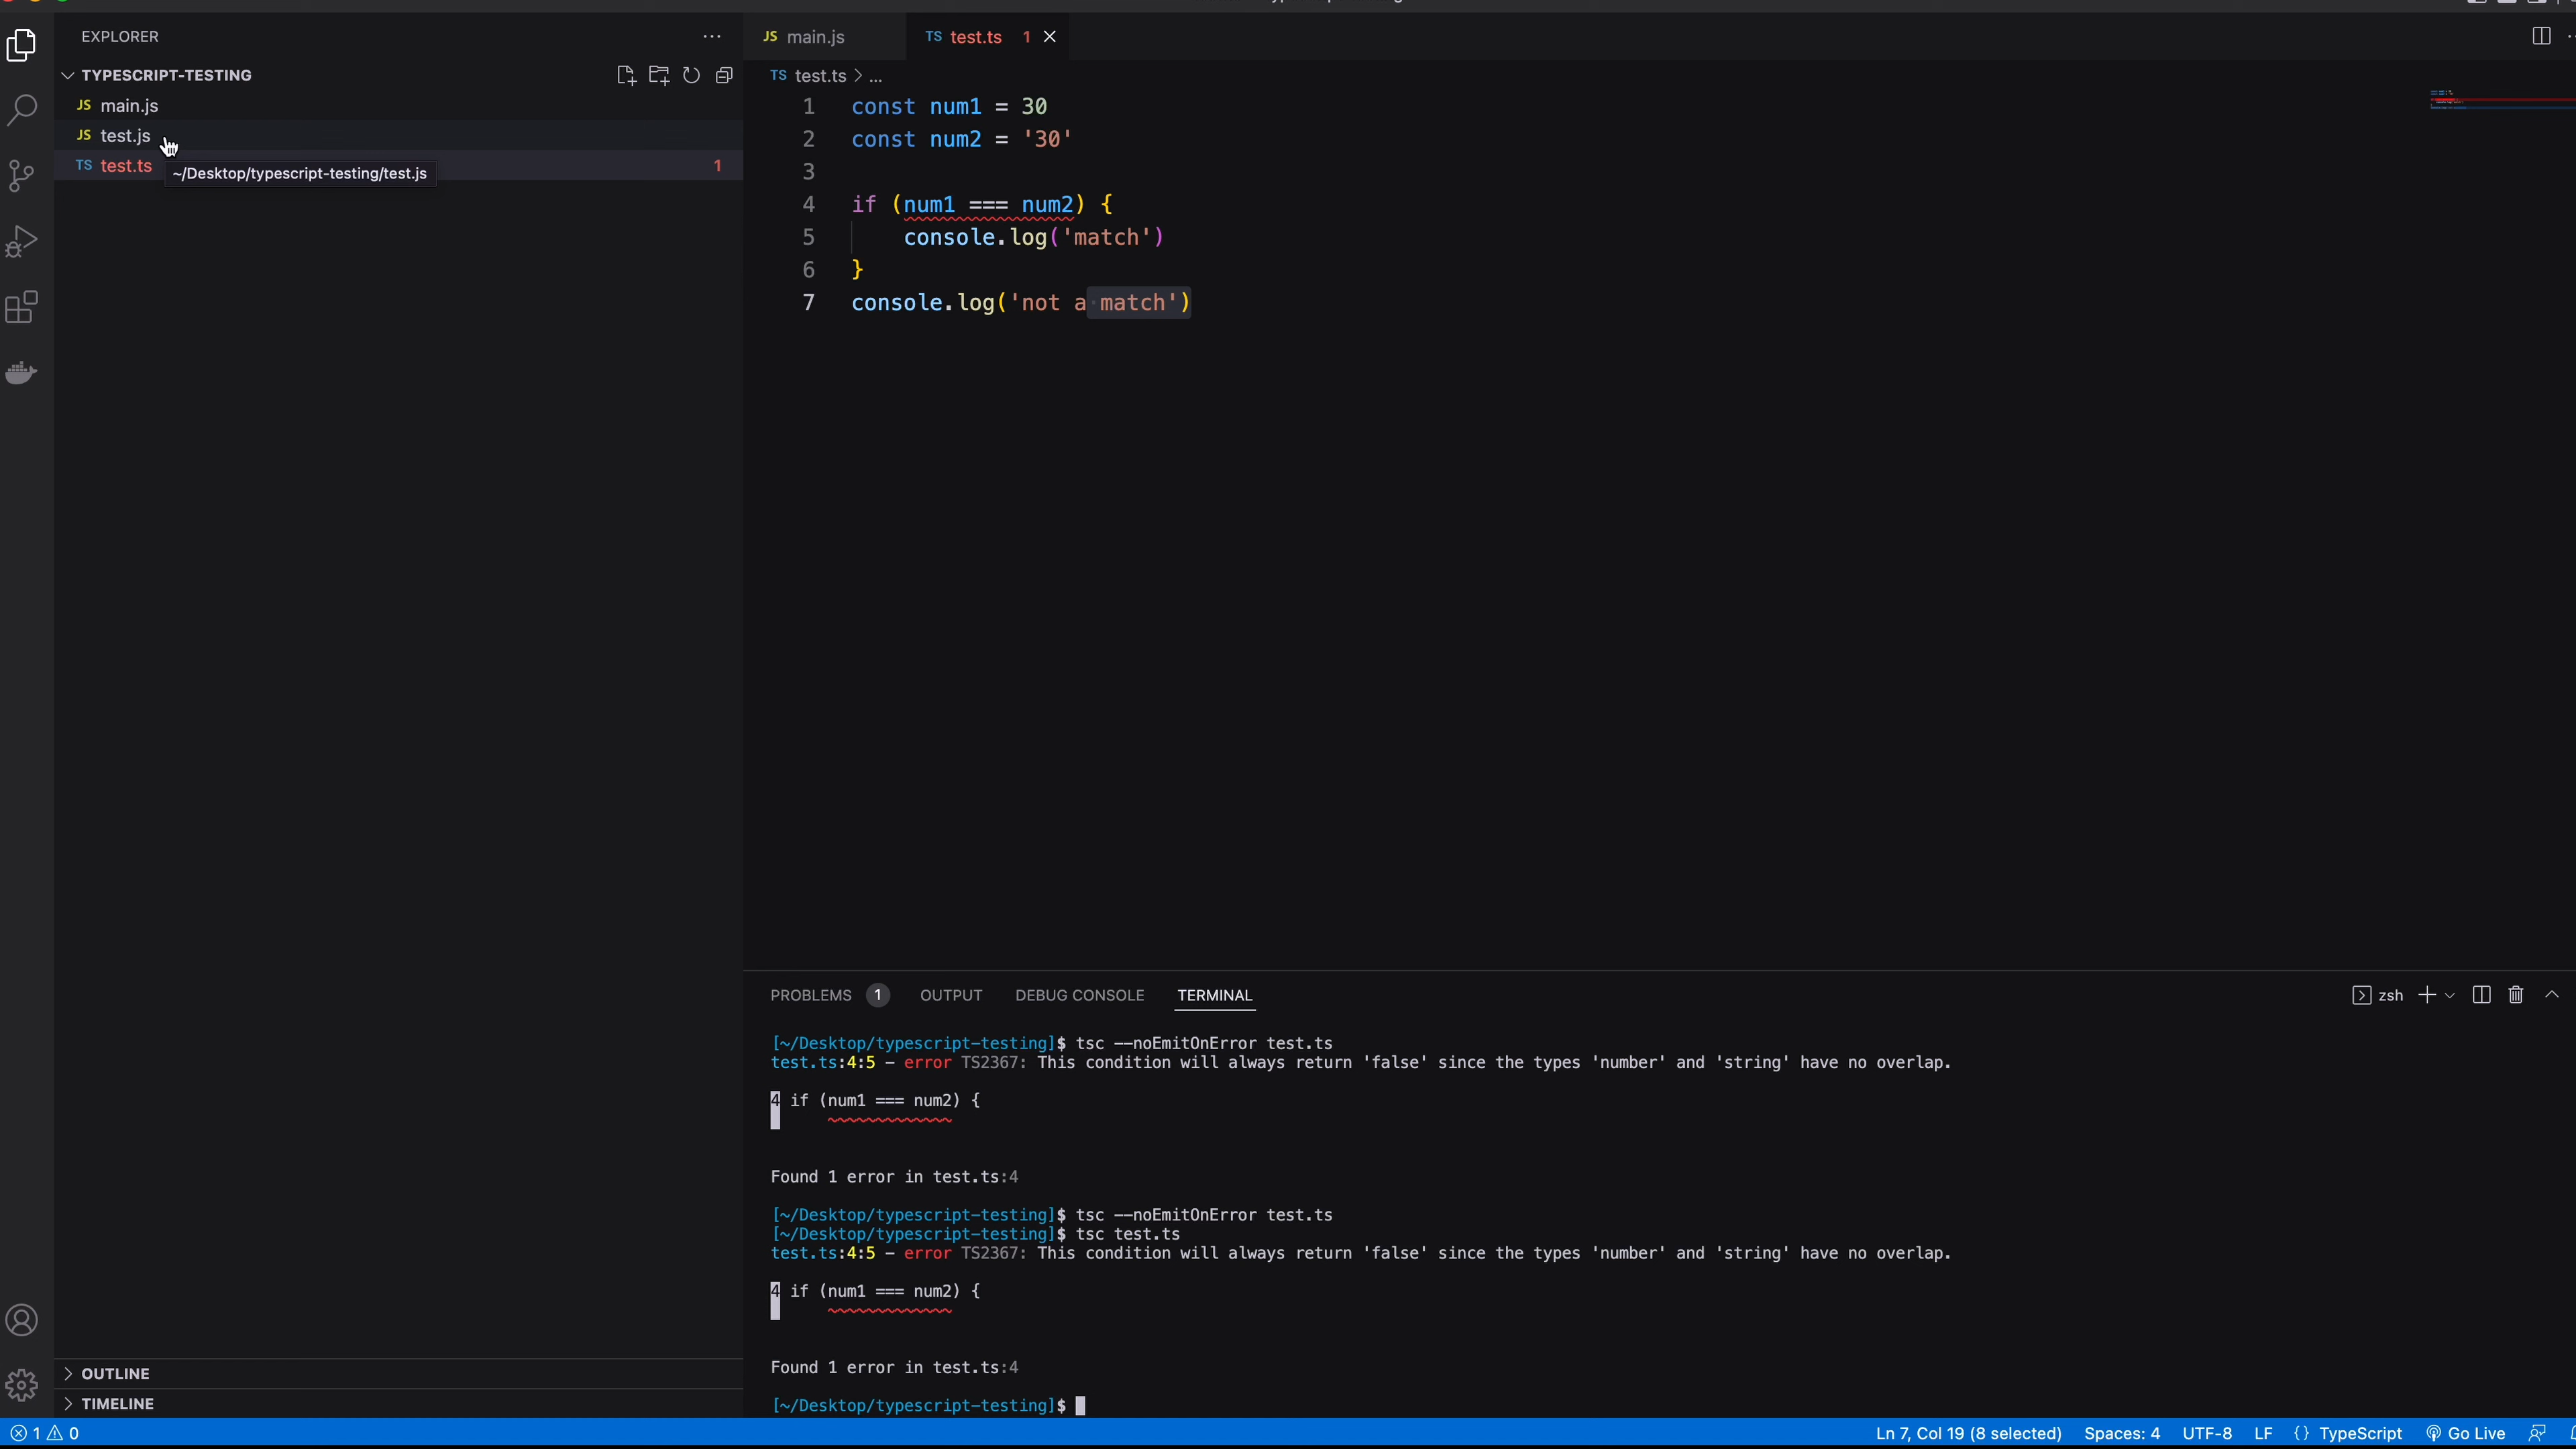 EXPLORER
TYPESCRIPT-TESTING
JS main.js
JS test.js
TS test.ts 1
~/Desktop/typescript-testing/test.js
JS main.js
TS test.ts 1
TS test.ts > ...
1 const num1 = 30
2 const num2 = '30'
3
4 if (num1 === num2) {
5 console.log('match')
6 }
7 console.log('not a match')
PROBLEMS 1 OUTPUT DEBUG CONSOLE TERMINAL
zsh
[~/Desktop/typescript-testing]$ tsc --noEmitOnError test.ts
test.ts:4:5 - error TS2367: This condition will always return 'false' since the types 'number' and 'string' have no overlap.
4 if (num1 === num2) {
Found 1 error in test.ts:4
[~/Desktop/typescript-testing]$ tsc --noEmitOnError test.ts
[~/Desktop/typescript-testing]$ tsc test.ts
test.ts:4:5 - error TS2367: This condition will always return 'false' since the types 'number' and 'string' have no overlap.
4 if (num1 === num2) {
Found 1 error in test.ts:4
[~/Desktop/typescript-testing]$
OUTLINE
TIMELINE
1 0
Ln 7, Col 19 (8 selected) Spaces: 4 UTF-8 LF {} TypeScript Go Live